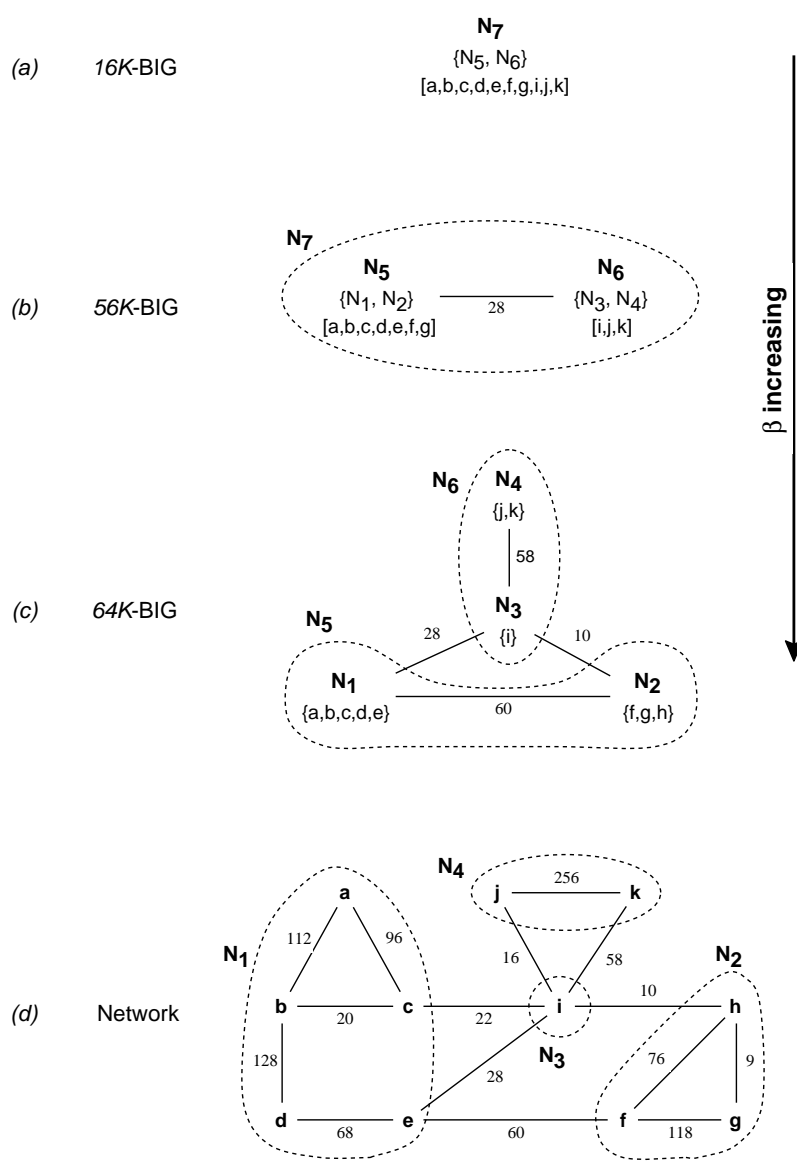 (a) 16K-BIG
N7
{N5, N6}
[a,b,c,d,e,f,g,i,j,k]
β increasing
(b) 56K-BIG
N7
N5
{N1, N2}
[a,b,c,d,e,f,g]
28
N6
{N3, N4}
[i,j,k]
(c) 64K-BIG
N6
N4
{j,k}
58
N3
{i}
N5
28
10
N1
{a,b,c,d,e}
60
N2
{f,g,h}
(d) Network
N4
j 256 k
a
N1
112 96
16 58
N2
b 20 c 22 i 10 h
N3
128 28 76 9
d 68 e 60 f 118 g